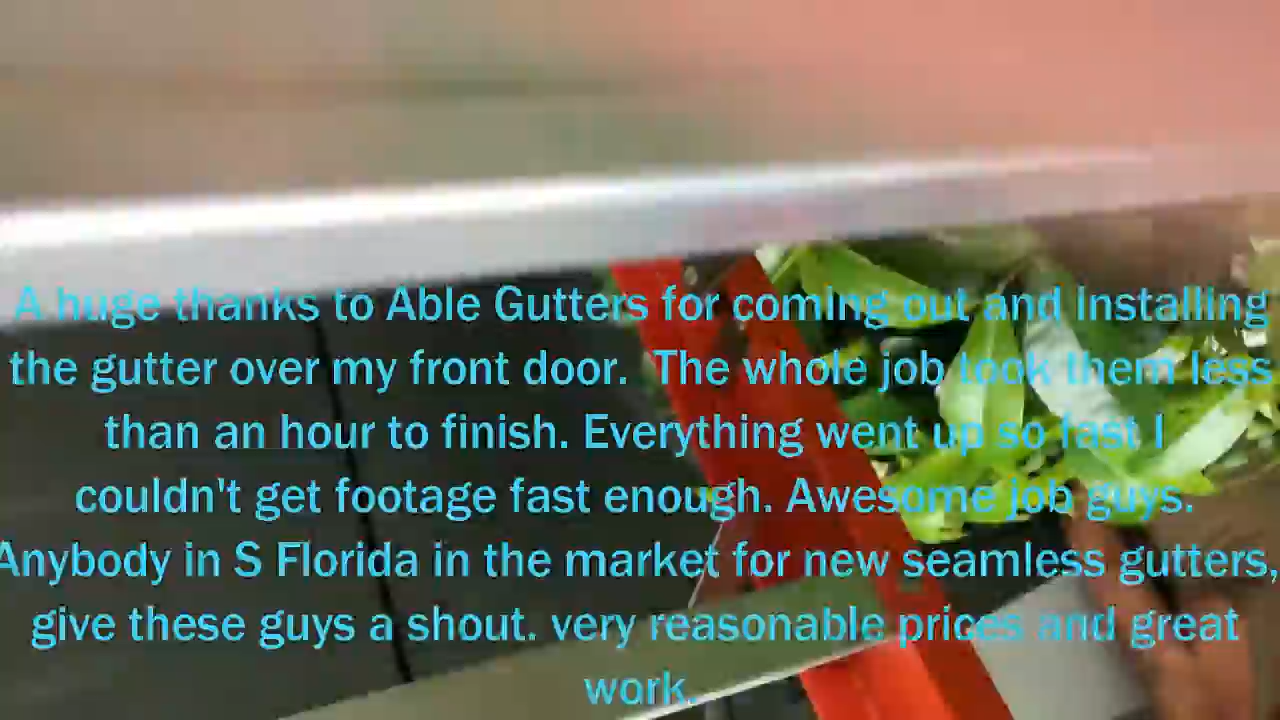 A huge thanks to Able Gutters for coming out and installing
the gutter over my front door.  The whole job took them less
than an hour to finish. Everything went up so fast I
couldn't get footage fast enough. Awesome job guys.
Anybody in S Florida in the market for new seamless gutters,
give these guys a shout. very reasonable prices and great
work.